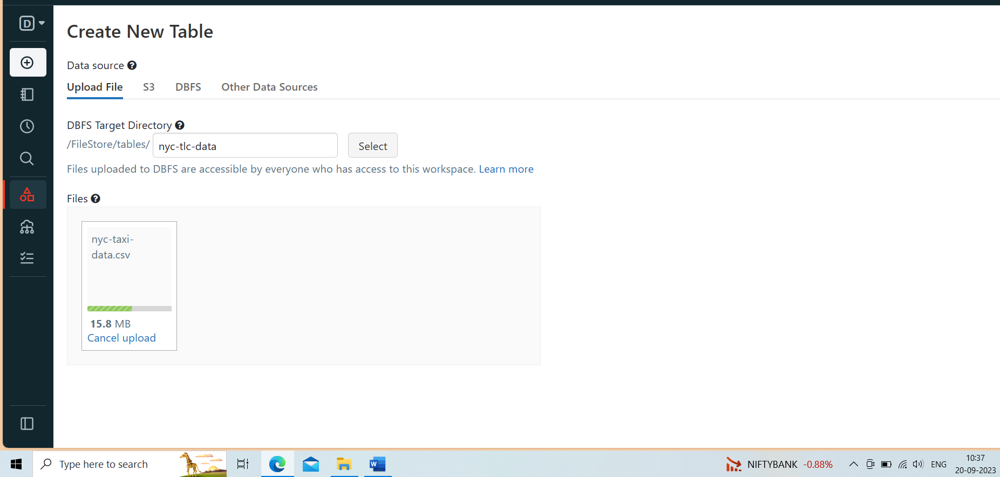 D
Create New Table
Data source ?
Upload File S3 DBFS Other Data Sources
DBFS Target Directory ?
/FileStore/tables/ nyc-tlc-data Select
Files uploaded to DBFS are accessible by everyone who has access to this workspace. Learn more
Files ?
nyc-taxi-
data.csv
15.8 MB
Cancel upload
Type here to search
W
NIFTYBANK -0.88%
ENG
10:37
20-09-2023